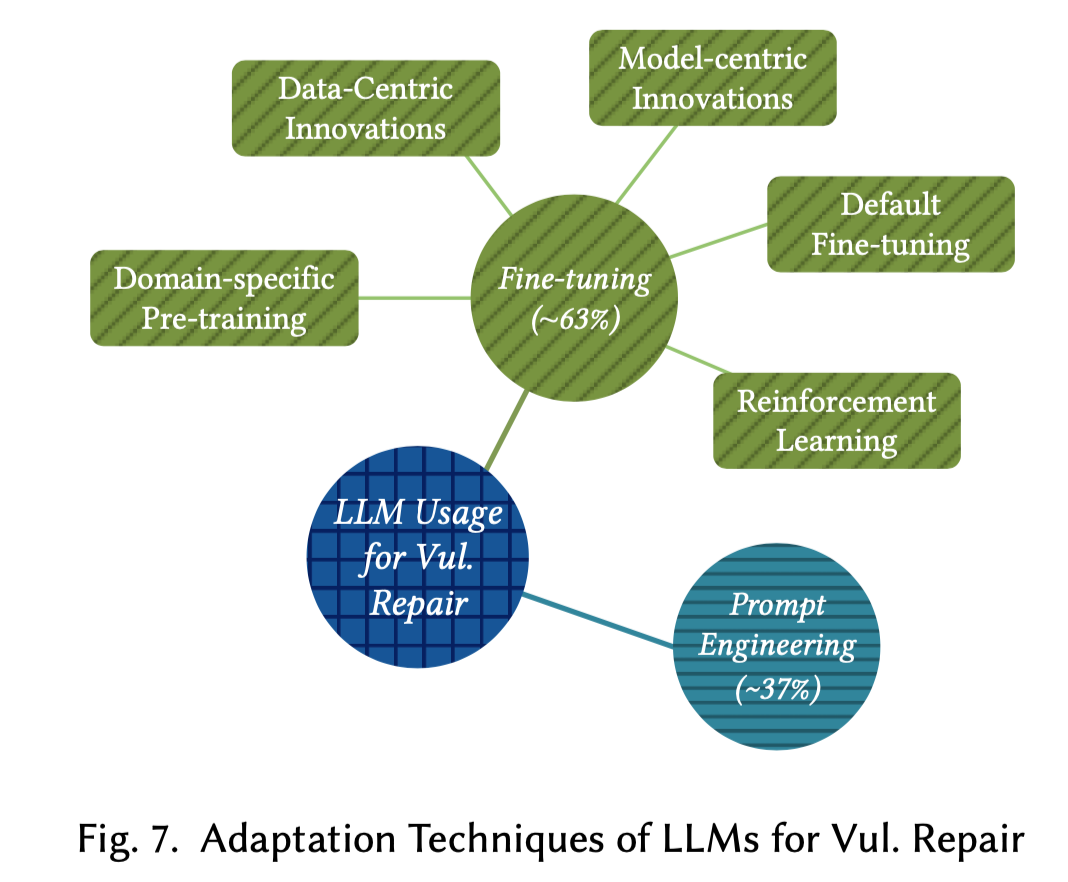 Model-centric
Innovations
Data-Centric
Innovations
Default
Fine-tuning
Domain-specific
Pre-training
Fine-tuning
(~63%)
Reinforcement
Learning
LLM Usage
for Vul.
Repair
Prompt
Engineering
(~37%)
Fig. 7. Adaptation Techniques of LLMs for Vul. Repair